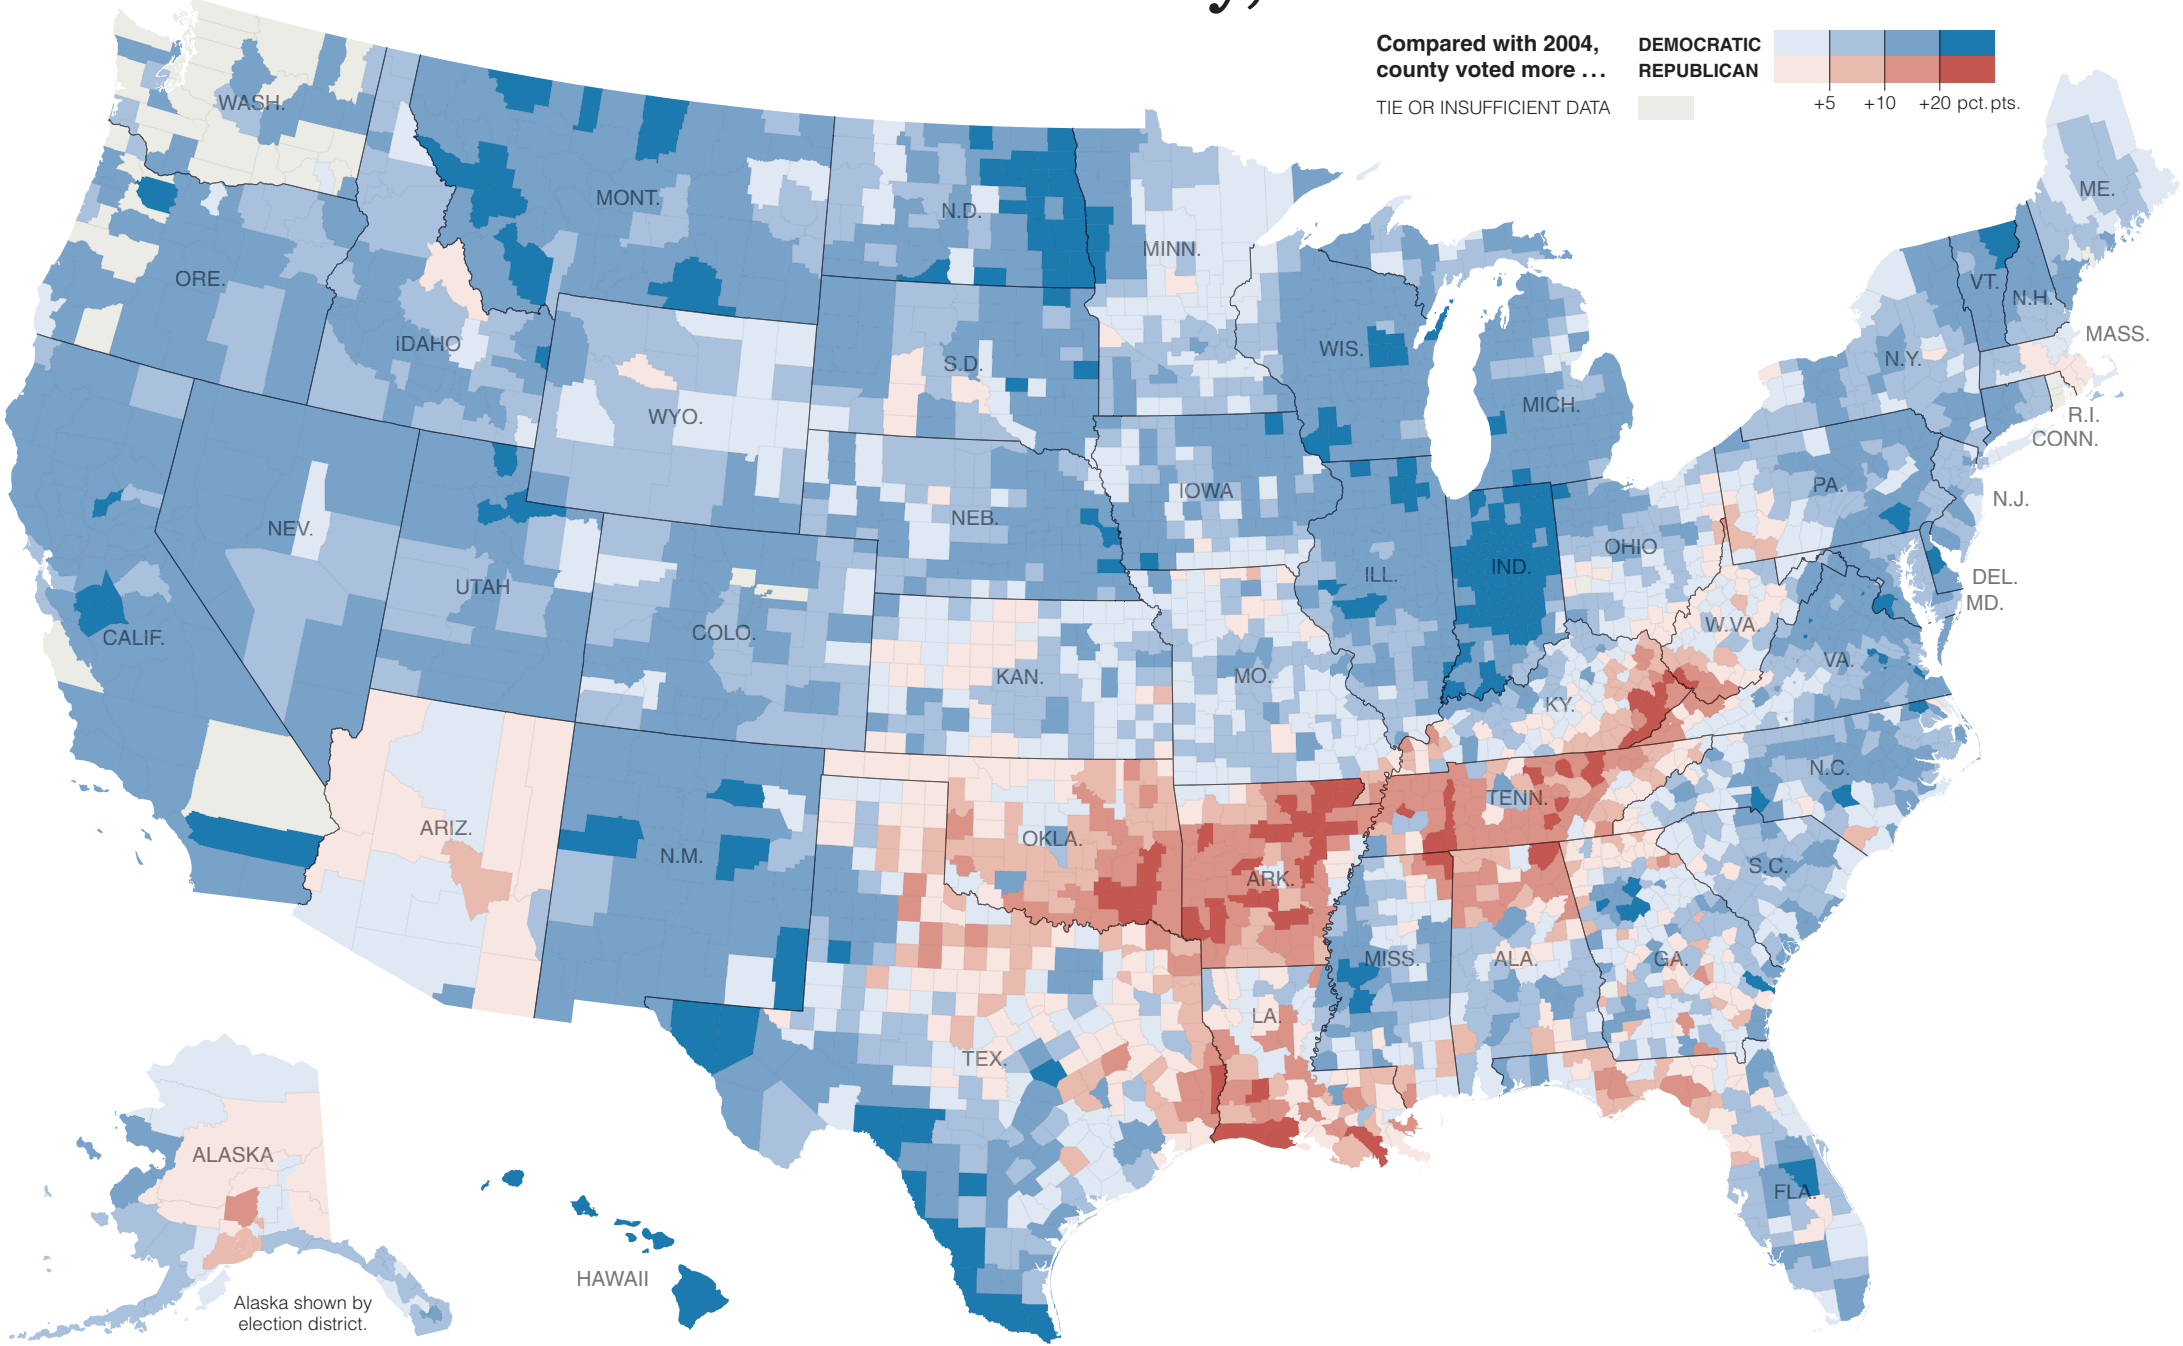 Compared with 2004,
county voted more ...
DEMOCRATIC
REPUBLICAN
TIE OR INSUFFICIENT DATA
+5 +10 +20 pct. pts.
WASH.
MONT.
N.D.
MINN.
ME.
ORE.
IDAHO
WYO.
S.D.
WIS.
MICH.
N.Y.
VT.
N.H.
MASS.
R.I.
CONN.
NEV.
UTAH
COLO.
NEB.
IOWA
ILL.
IND.
OHIO
PA.
N.J.
DEL.
MD.
CALIF.
KAN.
MO.
KY.
W.VA.
VA.
ARIZ.
N.M.
OKLA.
ARK.
TENN.
N.C.
S.C.
TEX.
LA.
MISS.
ALA.
GA.
FLA.
ALASKA
HAWAII
Alaska shown by
election district.